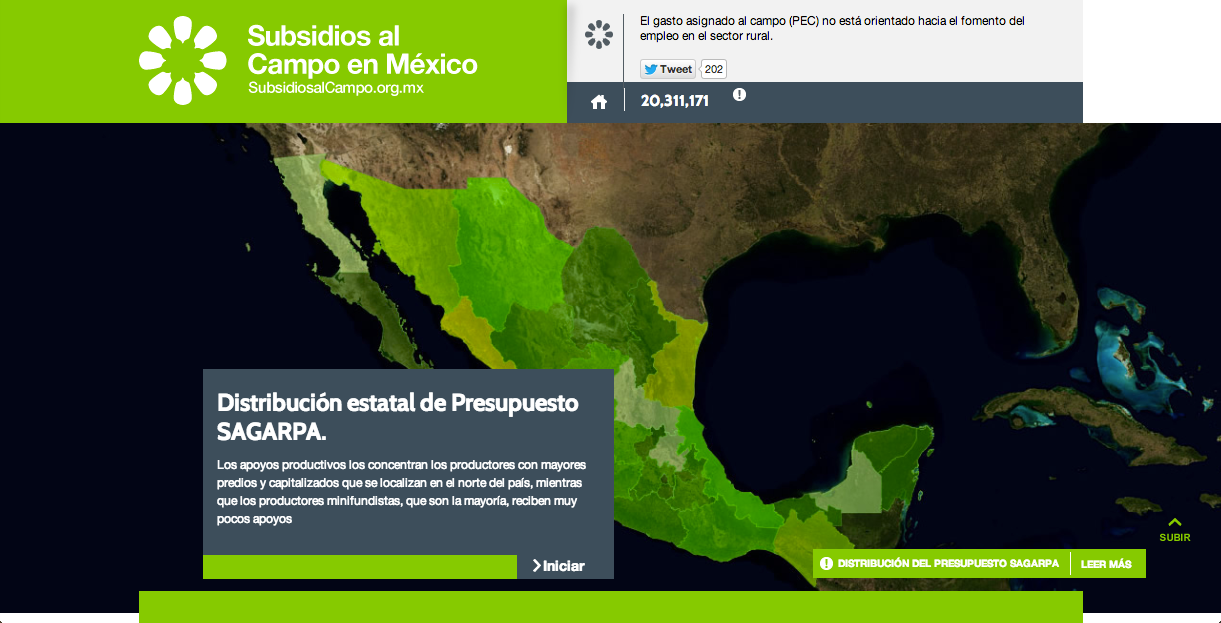 Subsidios al
Campo en México
SubsidiosalCampo.org.mx
El gasto asignado al campo (PEC) no está orientado hacia el fomento del
empleo en el sector rural.
Tweet 202
20,311,171
Distribución estatal de Presupuesto
SAGARPA.
Los apoyos productivos los concentran los productores con mayores
predios y capitalizados que se localizan en el norte del país, mientras
que los productores minifundistas, que son la mayoría, reciben muy
pocos apoyos
Iniciar
SUBIR
DISTRIBUCIÓN DEL PRESUPUESTO SAGARPA LEER MÁS